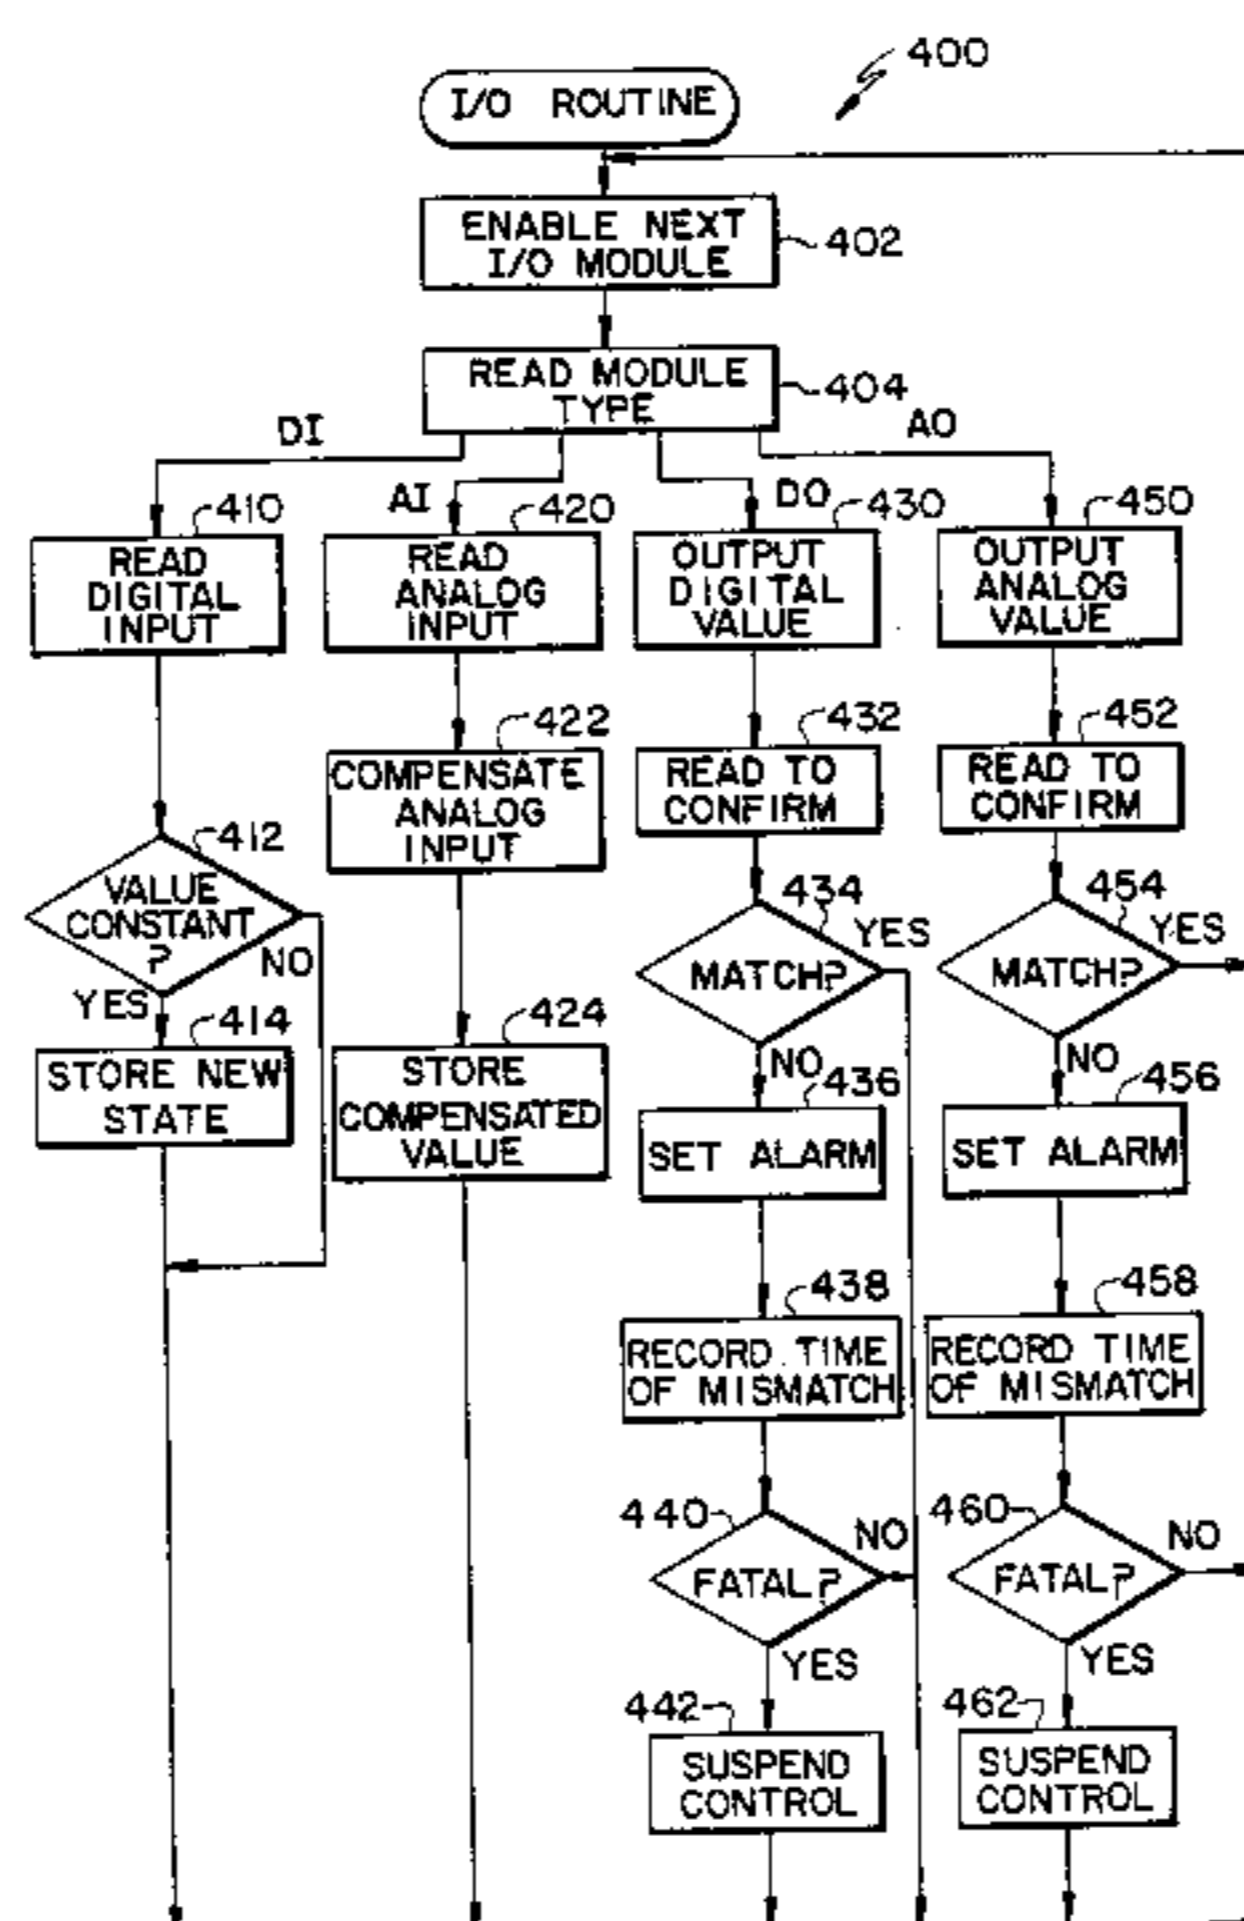 400
I/O ROUTINE
ENABLE NEXT
I/O MODULE
402
READ MODULE
TYPE
404
DI
AI
DO
AO
410
READ
DIGITAL
INPUT
420
READ
ANALOG
INPUT
430
OUTPUT
DIGITAL
VALUE
450
OUTPUT
ANALOG
VALUE
422
COMPENSATE
ANALOG
INPUT
432
READ TO
CONFIRM
452
READ TO
CONFIRM
412
VALUE
CONSTANT
?
NO
YES
434
MATCH?
YES
NO
454
MATCH?
YES
NO
414
STORE NEW
STATE
424
STORE
COMPENSATED
VALUE
436
SET ALARM
456
SET ALARM
438
RECORD TIME
OF MISMATCH
458
RECORD TIME
OF MISMATCH
440
FATAL?
NO
YES
460
FATAL?
NO
YES
442
SUSPEND
CONTROL
462
SUSPEND
CONTROL